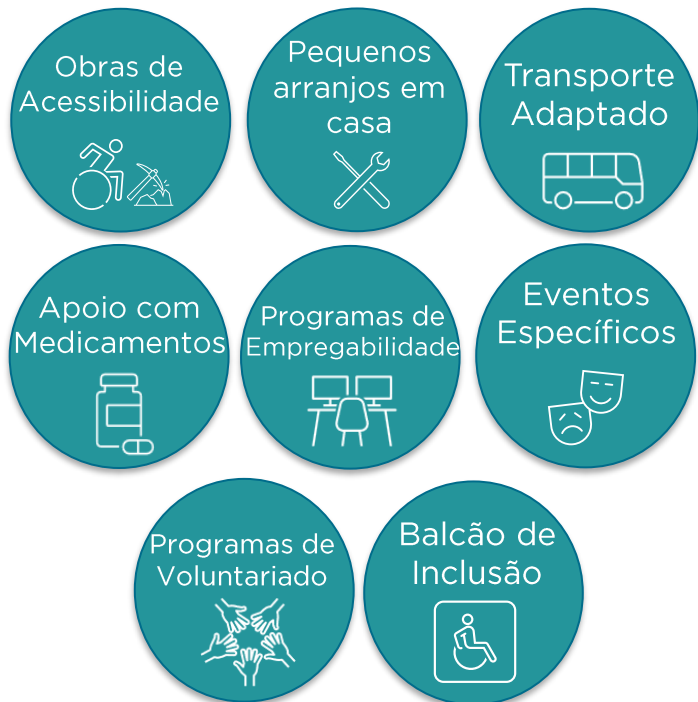 Obras de
Acessibilidade
Pequenos
arranjos em
casa
Transporte
Adaptado
Apoio com
Medicamentos
Programas de
Empregabilidade
Eventos
Específicos
Programas de
Voluntariado
Balcão de
Inclusão